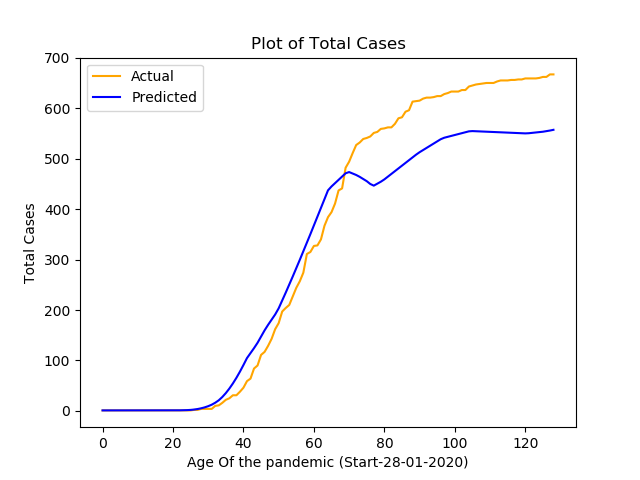 Plot of Total Cases
Actual
Predicted
700
600
500
400
300
200
100
0
Total Cases
0 20 40 60 80 100 120
Age Of the pandemic (Start-28-01-2020)